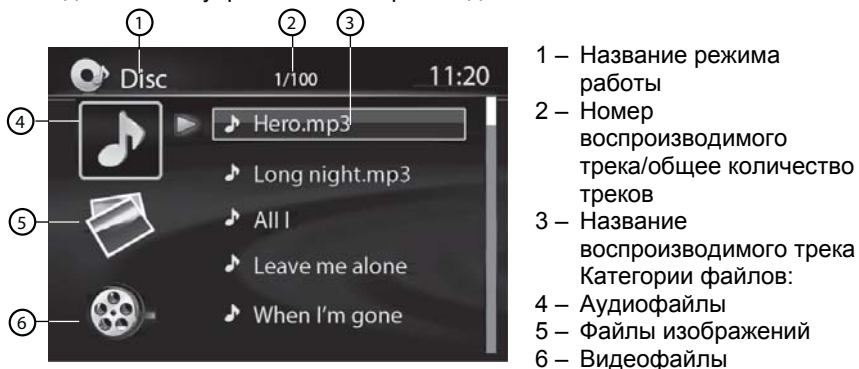 1 2 3
Disc 1/100 11:20
4
Hero.mp3
Long night.mp3
5
All I
Leave me alone
6
When I'm gone
1 – Название режима
работы
2 – Номер
воспроизводимого
трека/общее количество
треков
3 – Название
воспроизводимого трека
Категории файлов:
4 – Аудиофайлы
5 – Файлы изображений
6 – Видеофайлы